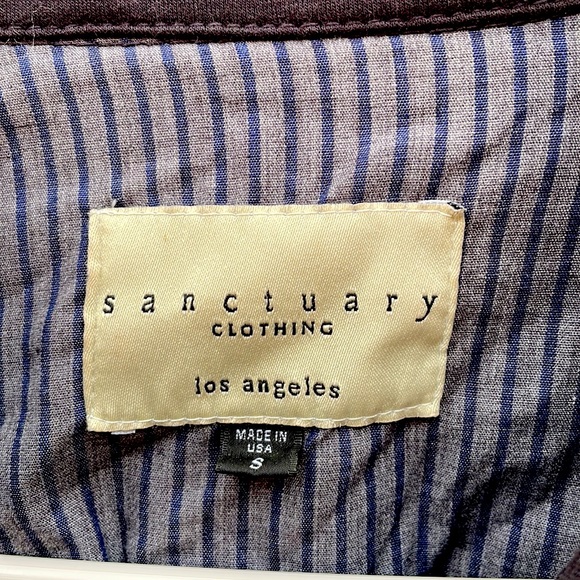 sanctuary
CLOTHING
los angeles
MADE IN
USA
S